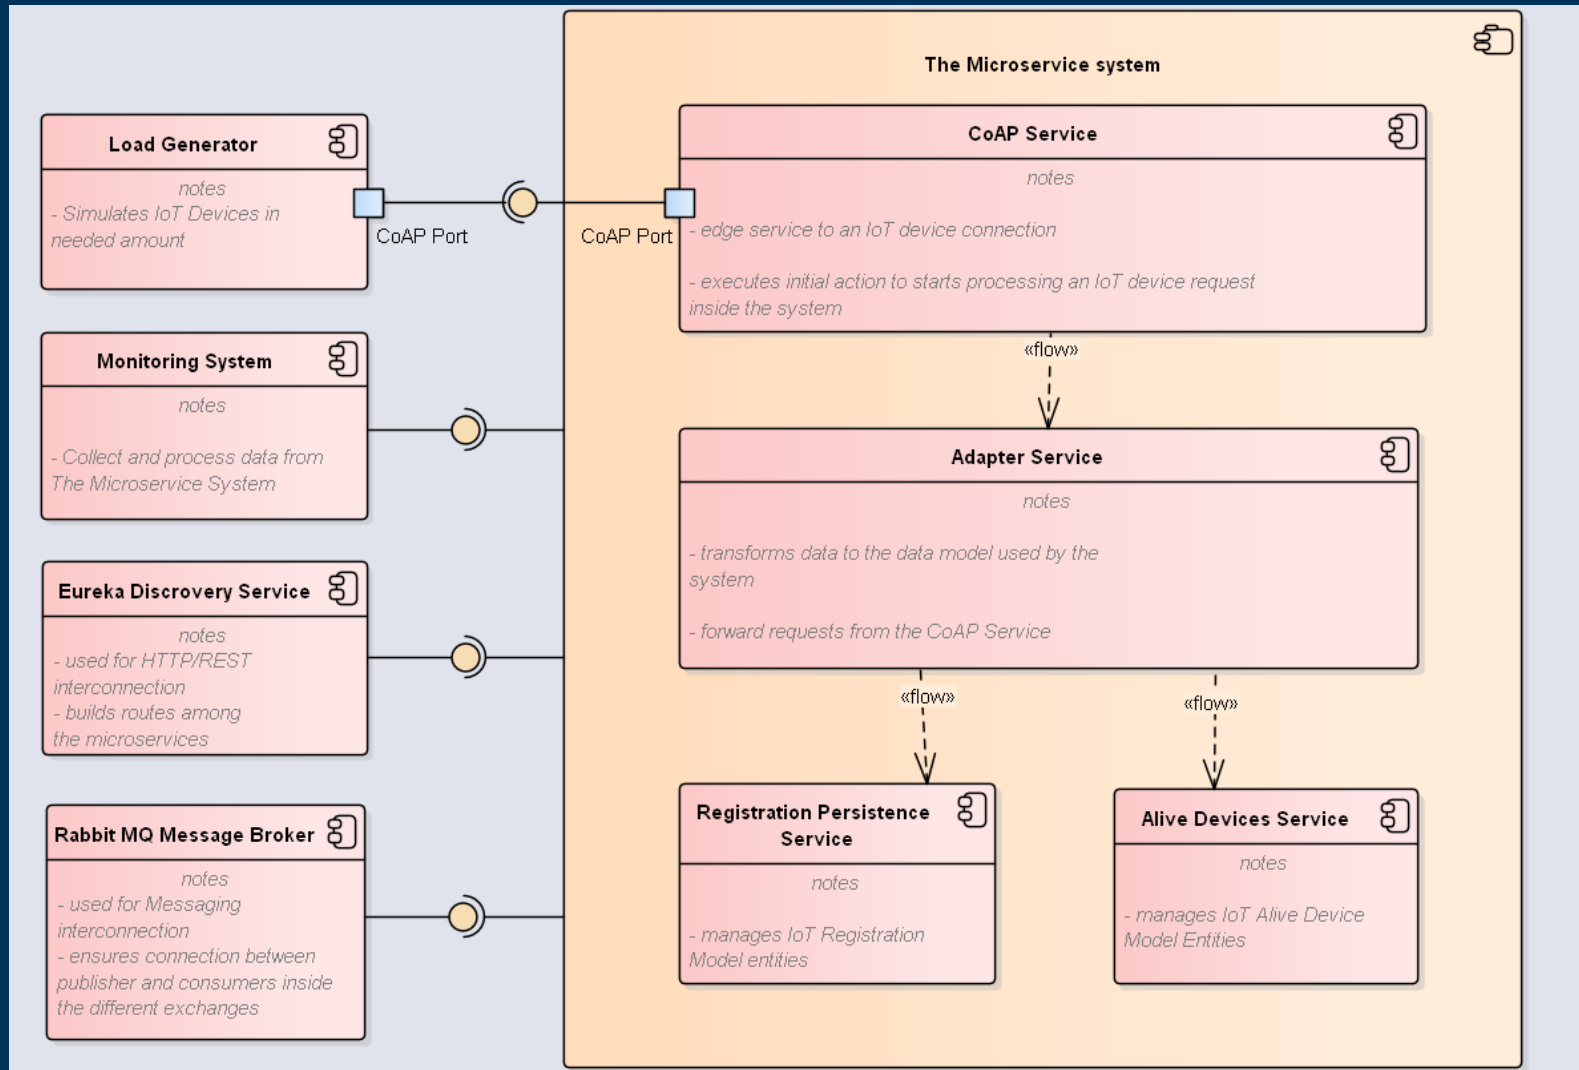 The Microservice system
Load Generator
notes
- Simulates IoT Devices in
needed amount
CoAP Port
CoAP Port
CoAP Service
notes
- edge service to an IoT device connection
- executes initial action to starts processing an IoT device request
inside the system
«flow»
Monitoring System
notes
- Collect and process data from
The Microservice System
Adapter Service
notes
- transforms data to the data model used by the
system
- forward requests from the CoAP Service
«flow»
«flow»
Eureka Discrovery Service
notes
- used for HTTP/REST
interconnection
- builds routes among
the microservices
Rabbit MQ Message Broker
notes
- used for Messaging
interconnection
- ensures connection between
publisher and consumers inside
the different exchanges
Registration Persistence
Service
notes
- manages IoT Registration
Model entities
Alive Devices Service
notes
- manages IoT Alive Device
Model Entities